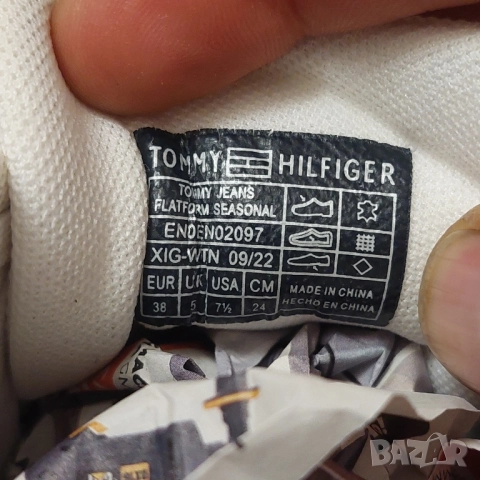 TOMMY HILFIGER
TOMMY JEANS
PLATFORM SEASONAL
EN0EN02097
XIG-WTN 09/22
EUR UK USA CM
38 5 7½ 24
MADE IN CHINA
HECHO EN CHINA
BAZAR